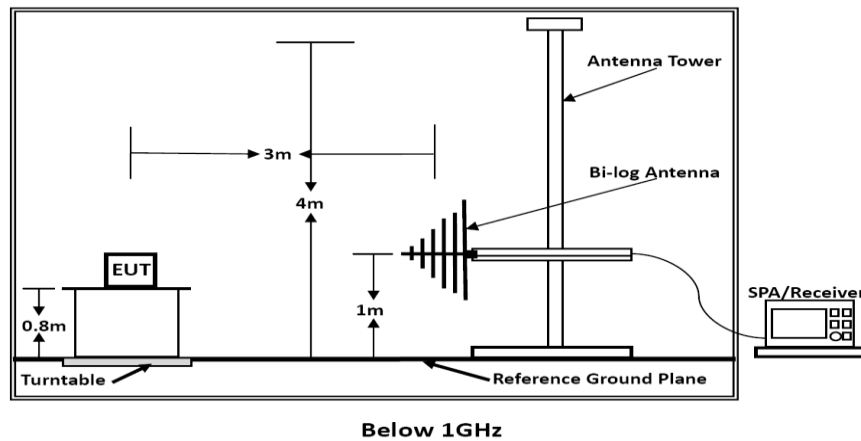 Antenna Tower
3m
Bi-log Antenna
4m
EUT
SPA/Receiver
1m
0.8m
Turntable
Reference Ground Plane
Below 1GHz